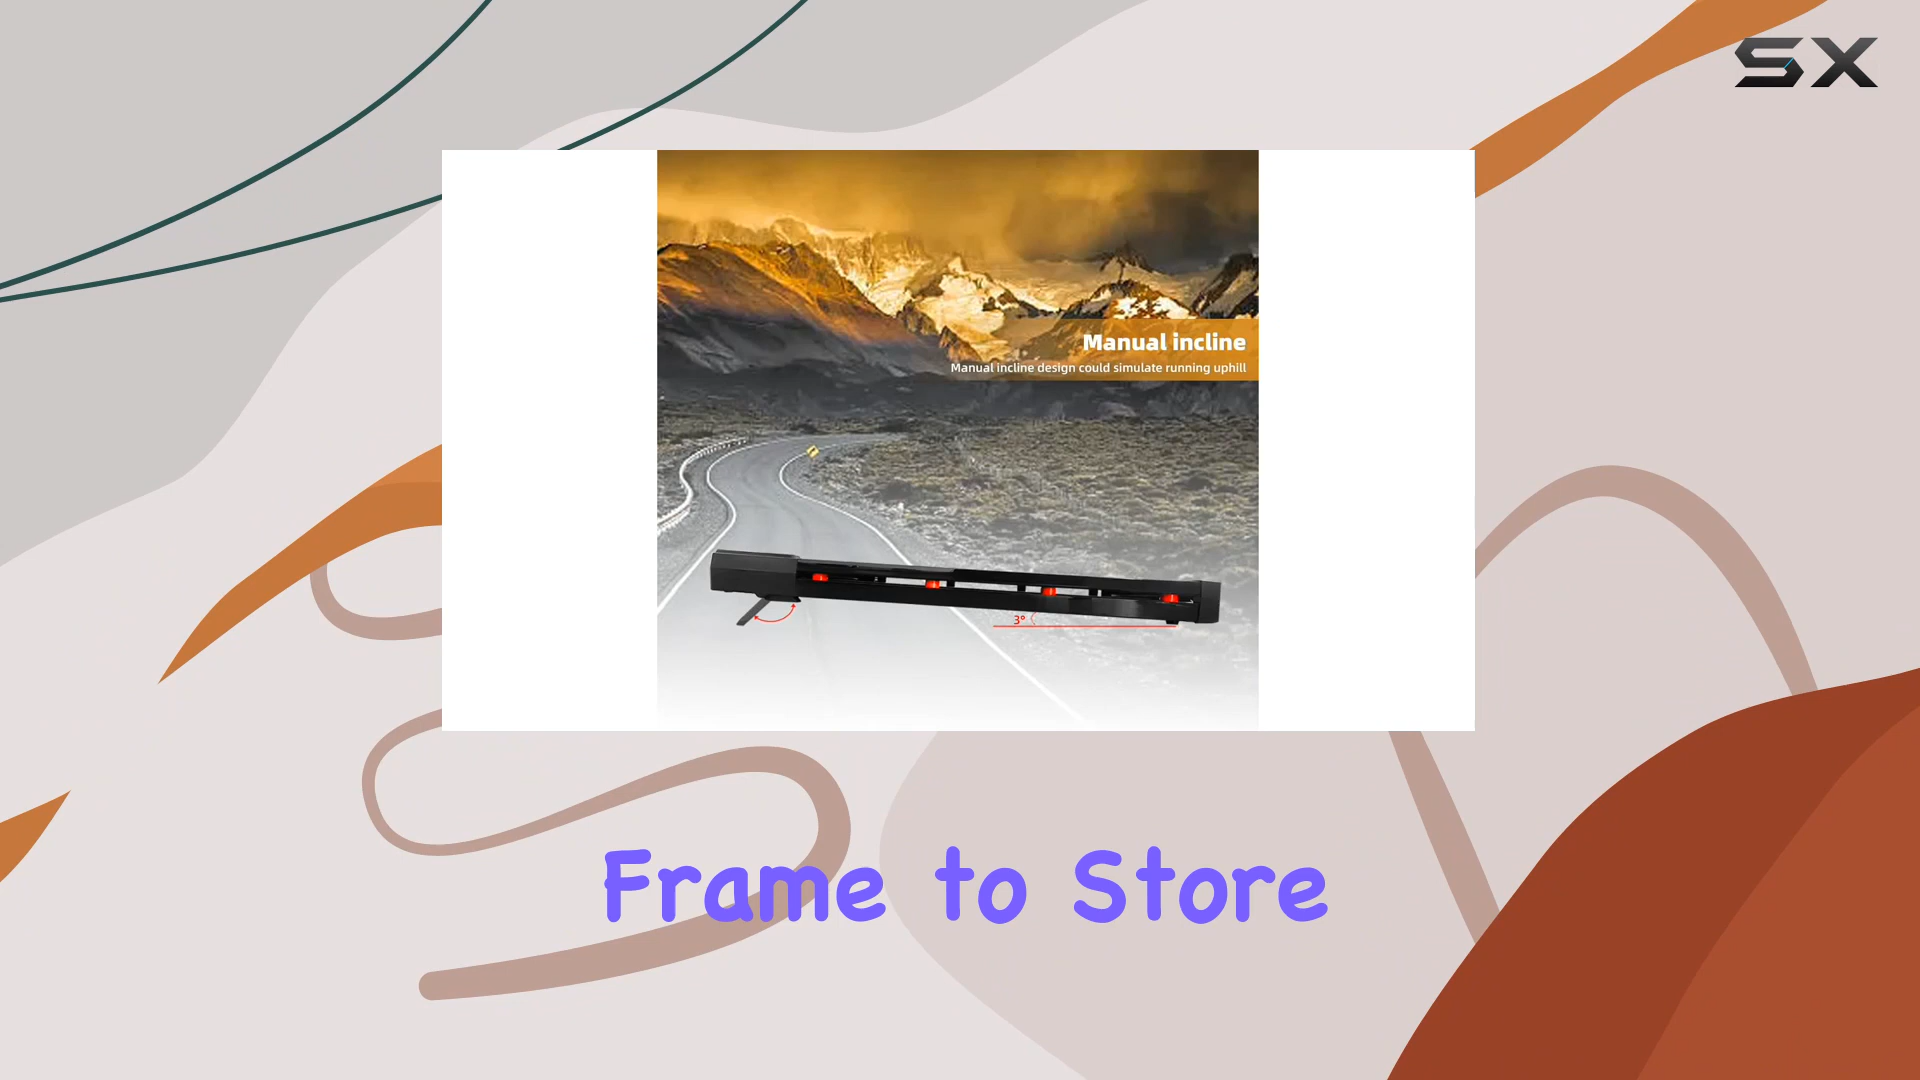 SX
Manual incline
Manual incline design could simulate running uphill
3°
Frame to Store